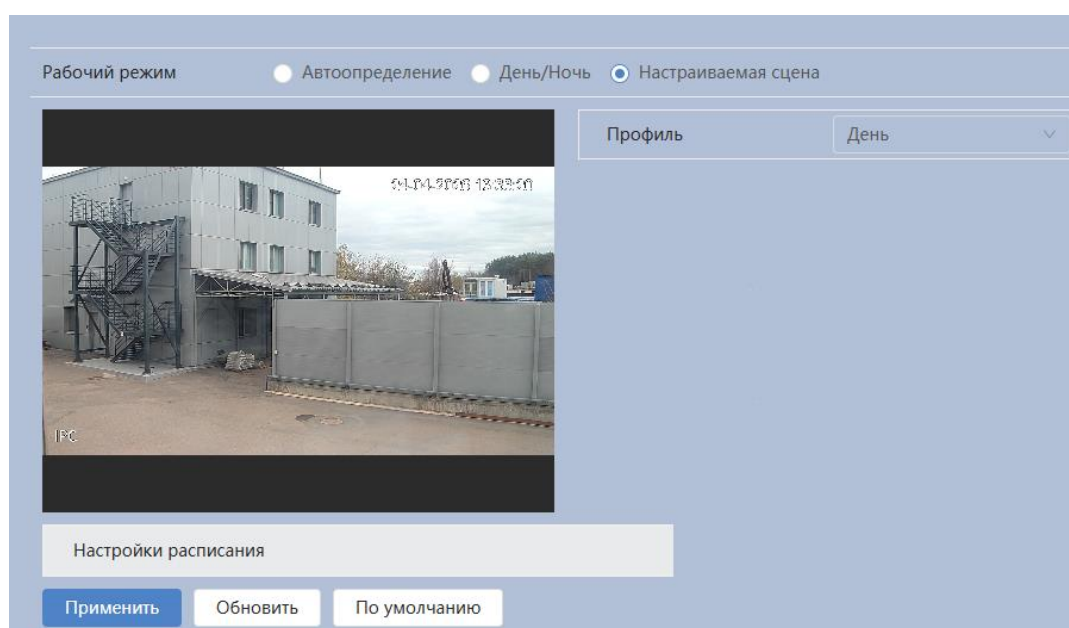 Рабочий режим Автоопределение День/Ночь Настраиваемая сцена
Профиль День
IPC
Настройки расписания
Применить Обновить По умолчанию